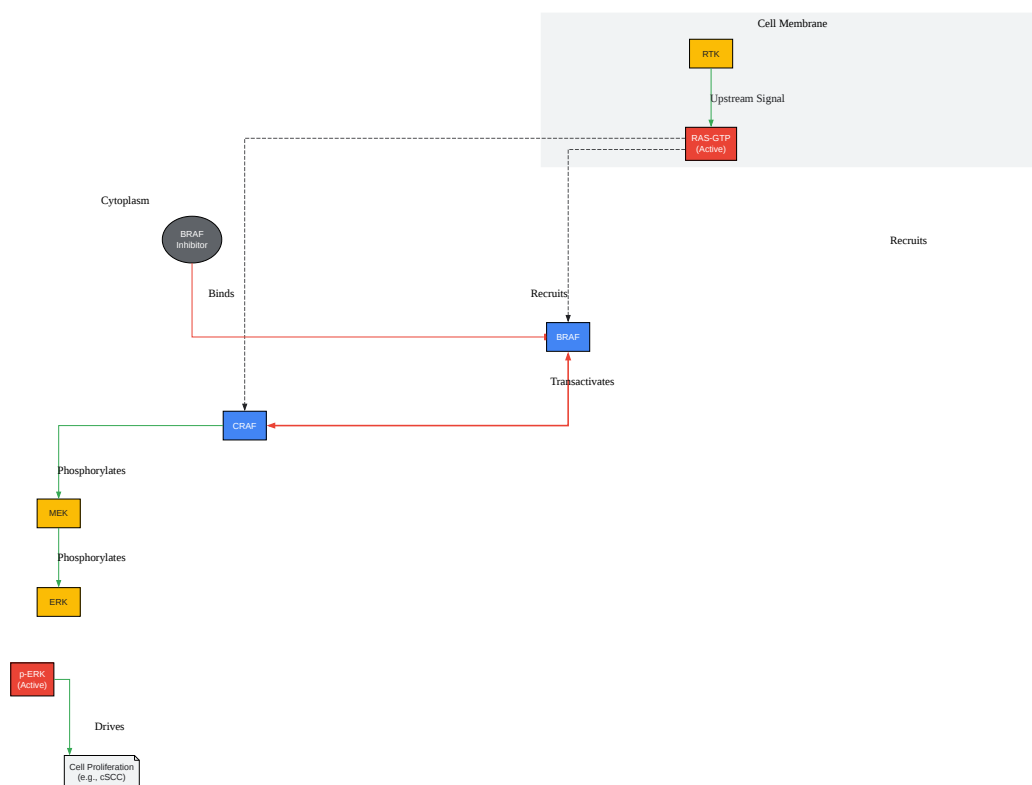 Cell Membrane
RTK
Upstream Signal
RAS-GTP
(Active)
Cytoplasm
BRAF
Inhibitor
Recruits
Binds
Recruits
BRAF
Transactivates
CRAF
Phosphorylates
MEK
Phosphorylates
ERK
p-ERK
(Active)
Drives
Cell Proliferation
(e.g., cSCC)